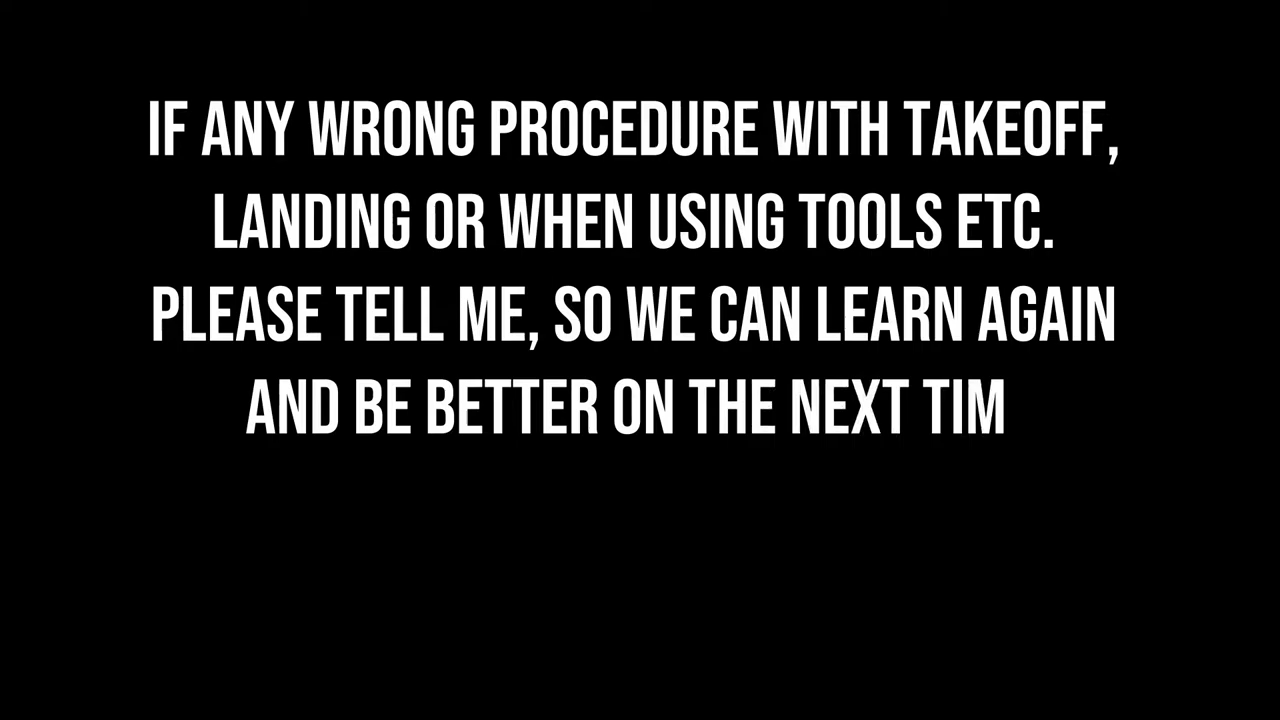 IF ANY WRONG PROCEDURE WITH TAKEOFF,
LANDING OR WHEN USING TOOLS ETC.
PLEASE TELL ME, SO WE CAN LEARN AGAIN
AND BE BETTER ON THE NEXT TIM